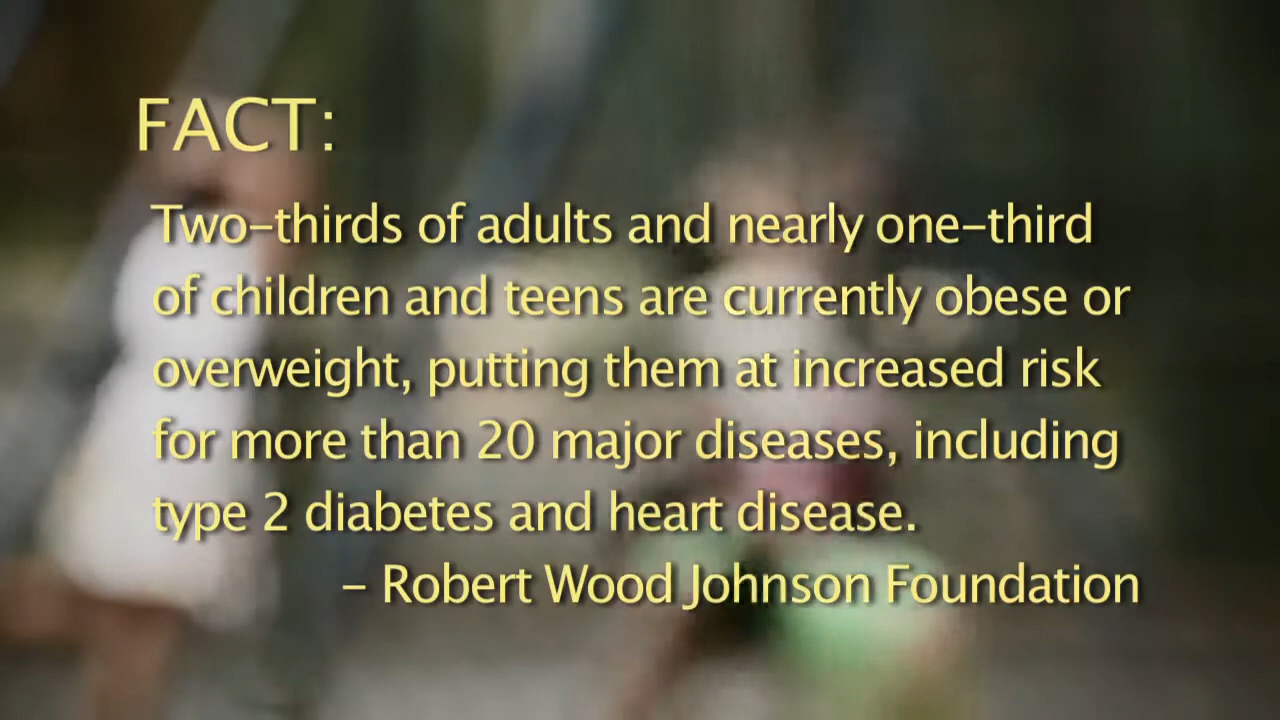 FACT:
Two-thirds of adults and nearly one-third
of children and teens are currently obese or
overweight, putting them at increased risk
for more than 20 major diseases, including
type 2 diabetes and heart disease.
- Robert Wood Johnson Foundation